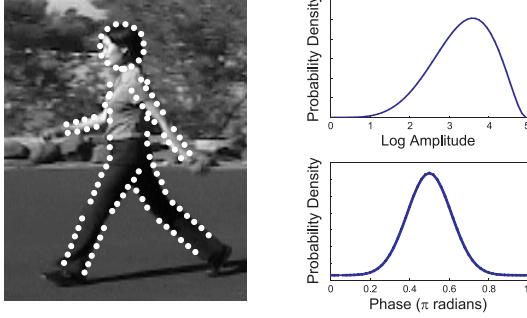 Probability Density
0 1 2 3 4 5
Log Amplitude
Probability Density
0 0.2 0.4 0.6 0.8 1
Phase (π radians)